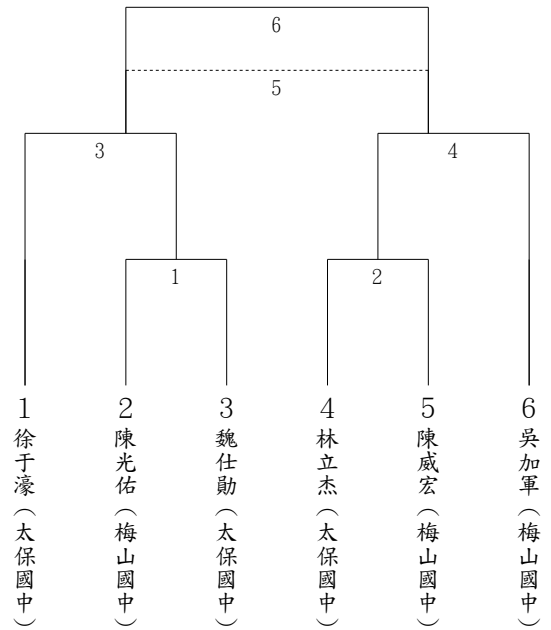 6
5
3
4
1
2
1 徐于濠(太保國中)
2 陳光佑(梅山國中)
3 魏仕勛(太保國中)
4 林立杰(太保國中)
5 陳威宏(梅山國中)
6 吳加軍(梅山國中)